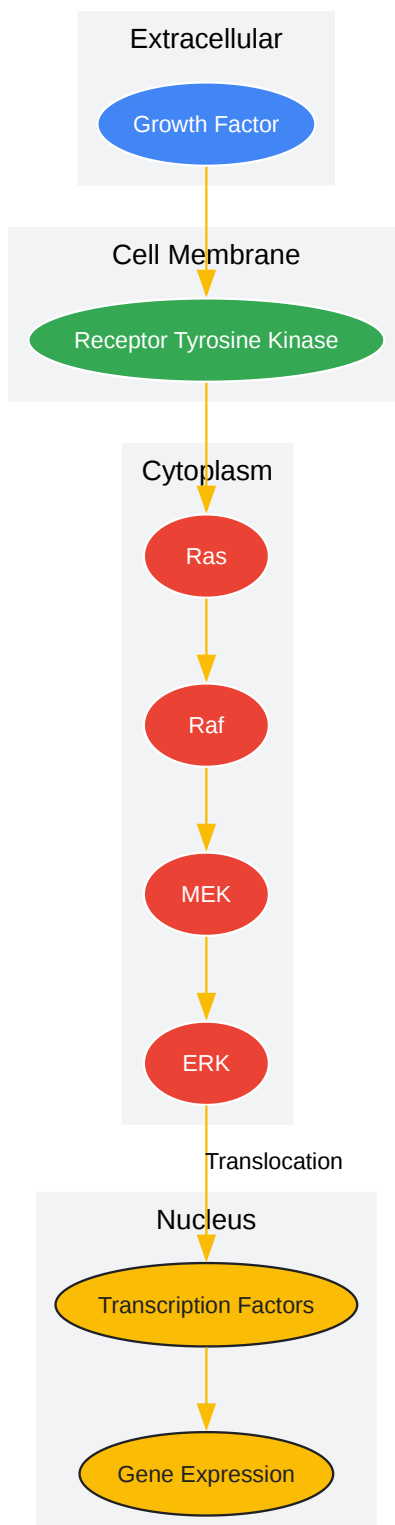 Extracellular
Growth Factor
Cell Membrane
Receptor Tyrosine Kinase
Cytoplasm
Ras
Raf
MEK
ERK
Translocation
Nucleus
Transcription Factors
Gene Expression